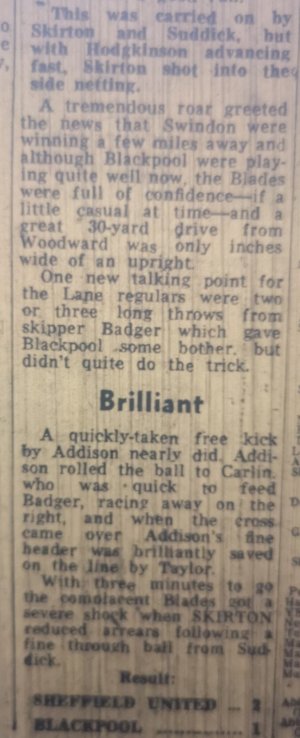 This was carried on by
Skirton and Suddick, but
with Hodgkinson advancing
fast, Skirton shot into the
side netting.
A tremendous roar greeted
the news that Swindon were
winning a few miles away and
although Blackpool were play-
ing quite well now, the Blades
were full of confidence—if a
little casual at time—and a
great 30-yard drive from
Woodward was only inches
wide of an upright.
One new talking point for
the Lane regulars were two
or three long throws from
skipper Badger which gave
Blackpool some bother, but
didn't quite do the trick.
Brilliant
A quickly-taken free kick
by Addison nearly did. Addi-
son rolled the ball to Carlin,
who was quick to feed
Badger, racing away on the
right, and when the cross
came over Addison's fine
header was brilliantly saved
on the line by Taylor.
With three minutes to go
the complacent Blades got a
severe shock when SKIRTON
reduced arrears following a
fine through ball from Sud-
dick.
Result:
SHEFFIELD UNITED ... 2
BLACKPOOL ............ 1